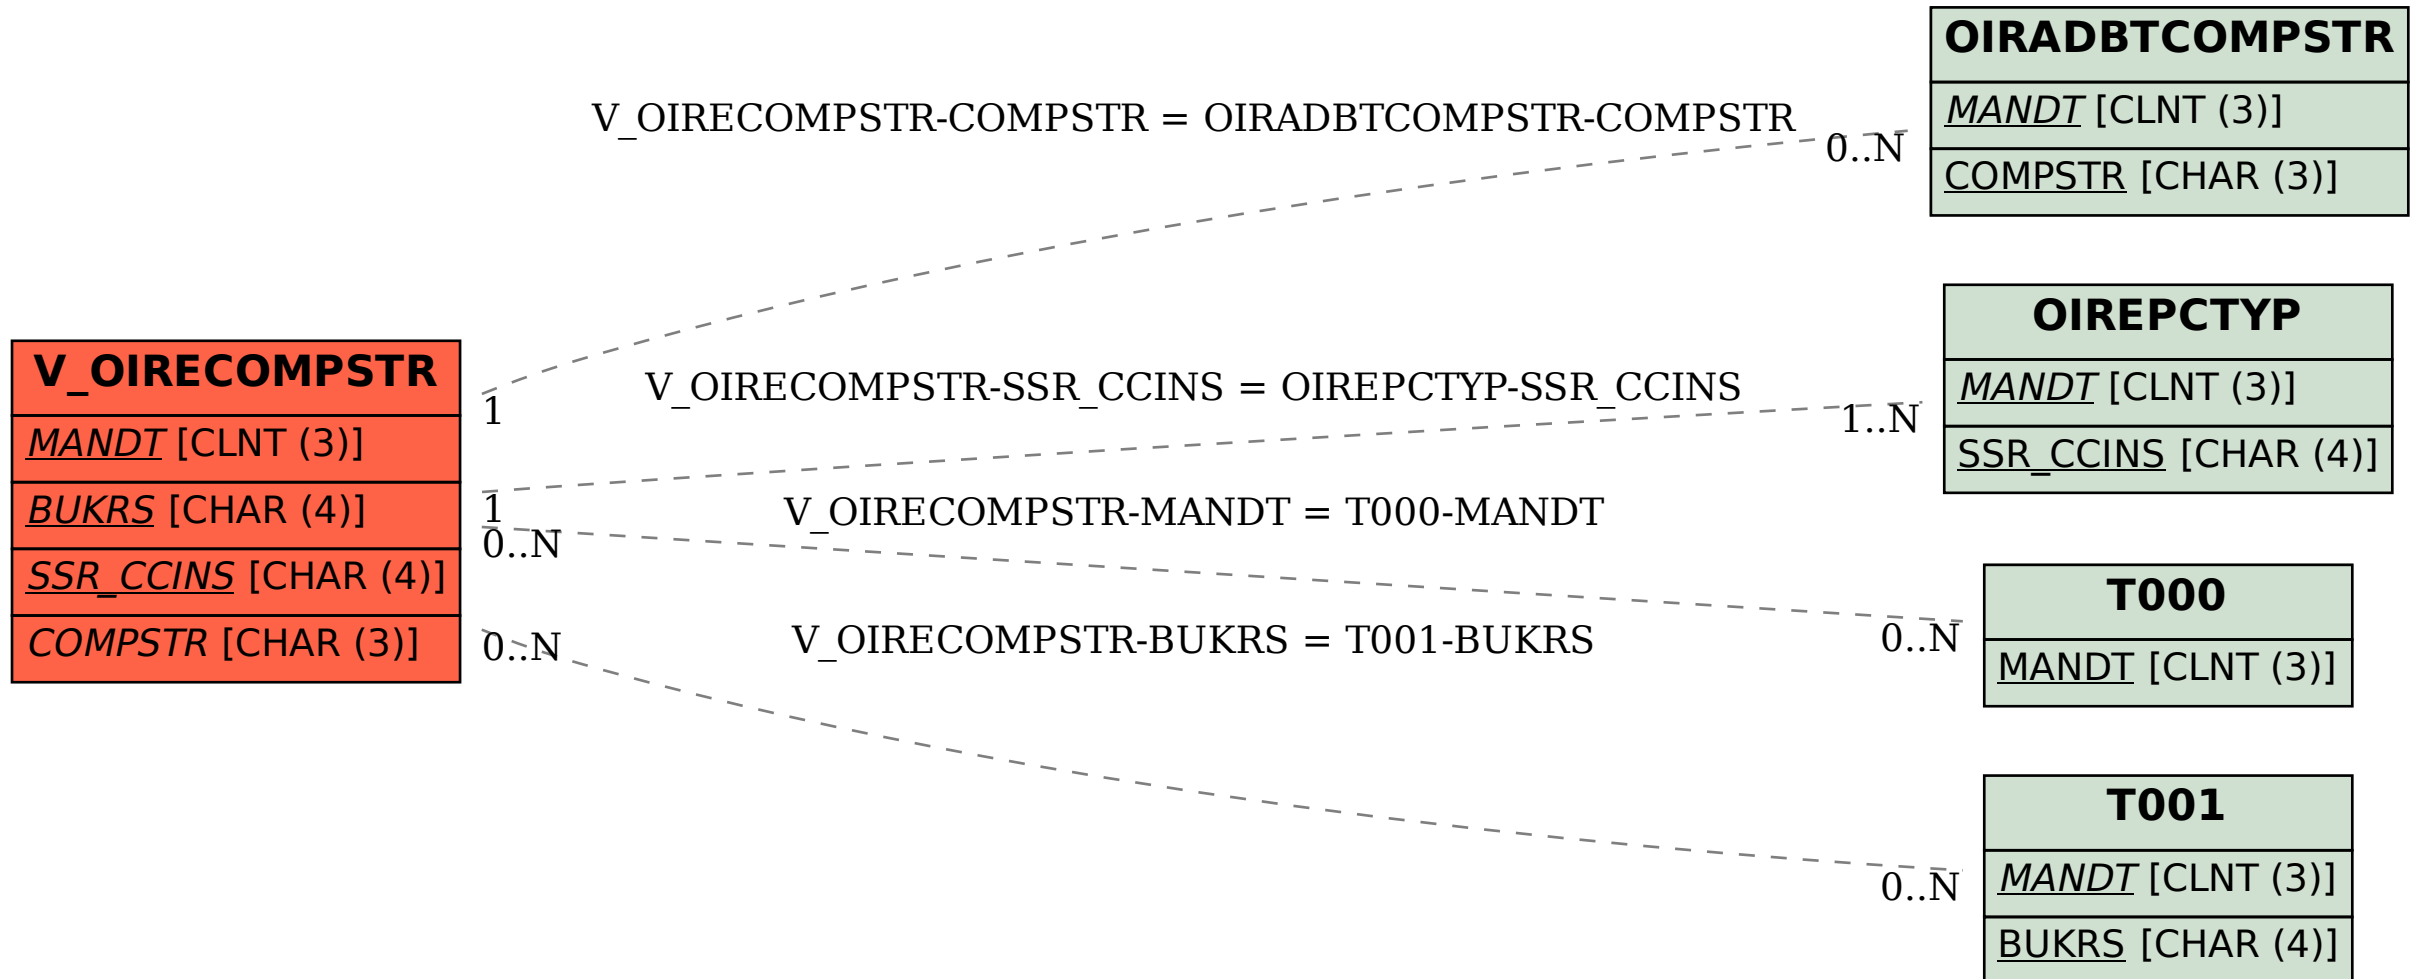 V_OIRECOMPSTR
MANDT [CLNT (3)]
BUKRS [CHAR (4)]
SSR_CCINS [CHAR (4)]
COMPSTR [CHAR (3)]
V_OIRECOMPSTR-COMPSTR = OIRADBTCOMPSTR-COMPSTR
0..N
1
V_OIRECOMPSTR-SSR_CCINS = OIREPCTYP-SSR_CCINS
1..N
1
V_OIRECOMPSTR-MANDT = T000-MANDT
0..N
0..N
V_OIRECOMPSTR-BUKRS = T001-BUKRS
0..N
0..N
OIRADBTCOMPSTR
MANDT [CLNT (3)]
COMPSTR [CHAR (3)]
OIREPCTYP
MANDT [CLNT (3)]
SSR_CCINS [CHAR (4)]
T000
MANDT [CLNT (3)]
T001
MANDT [CLNT (3)]
BUKRS [CHAR (4)]